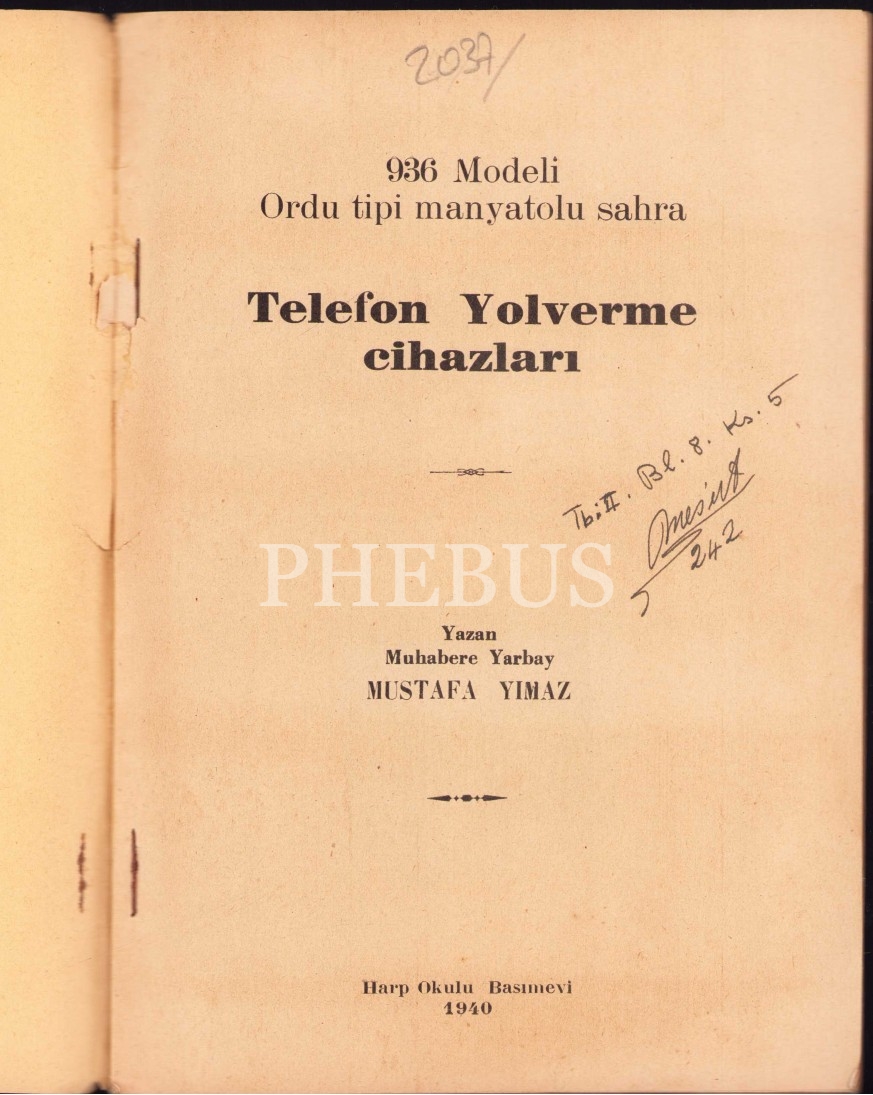 2037/
936 Modeli
Ordu tipi manyatolu sahra
Telefon Yolverme
cihazları
Tb. II. Bl. 8. Ks. 5
242
PHEBUS
Yazan
Muhabere Yarbay
MUSTAFA YIMAZ
Harp Okulu Basımevi
1940